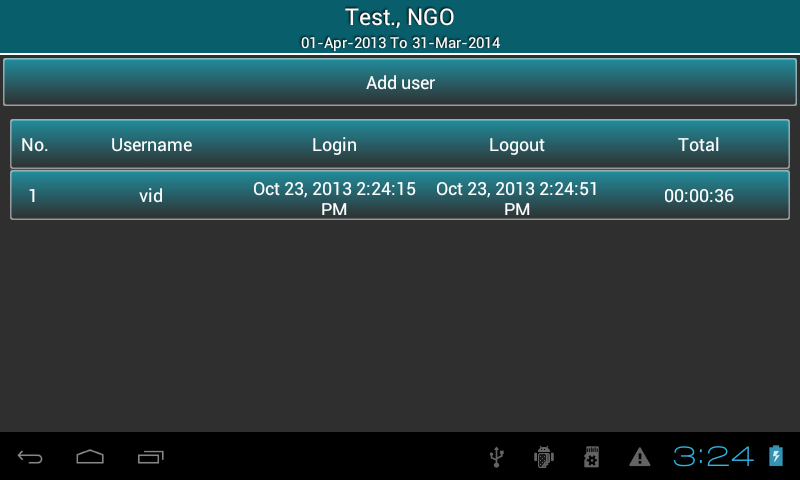 Test., NGO
01-Apr-2013 To 31-Mar-2014
Add user
No. Username Login Logout Total
1 vid Oct 23, 2013 2:24:15 PM Oct 23, 2013 2:24:51 PM 00:00:36
3:24